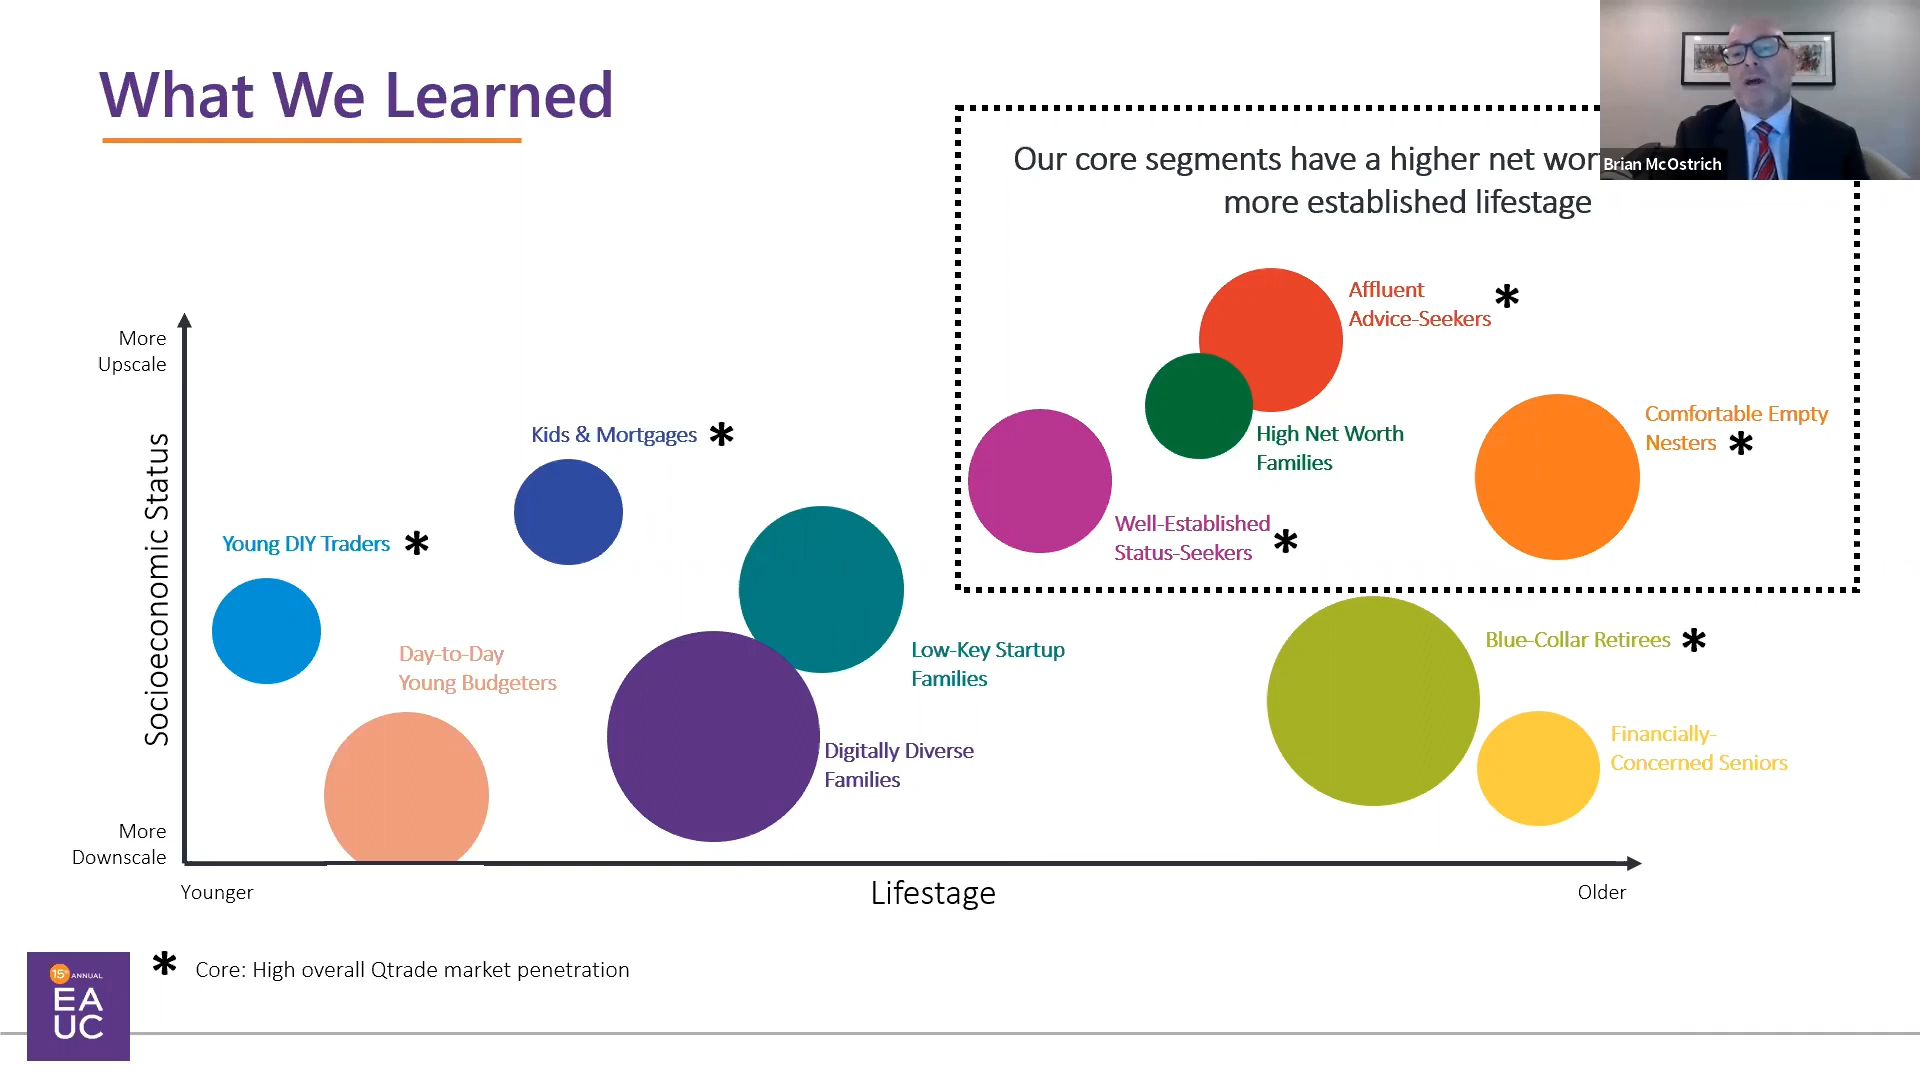 What We Learned
Our core segments have a higher net
more established lifestage
Brian McOstrich
More
Upscale
Socioeconomic Status
More
Downscale
Affluent
Advice-Seekers *
High Net Worth
Families
Comfortable Empty
Nesters *
Kids & Mortgages *
Well-Established
Status-Seekers *
Young DIY Traders *
Day-to-Day
Young Budgeters
Low-Key Startup
Families
Blue-Collar Retirees *
Digitally Diverse
Families
Financially-
Concerned Seniors
Younger
Lifestage
Older
* Core: High overall Qtrade market penetration
15th ANNUAL
EA
UC